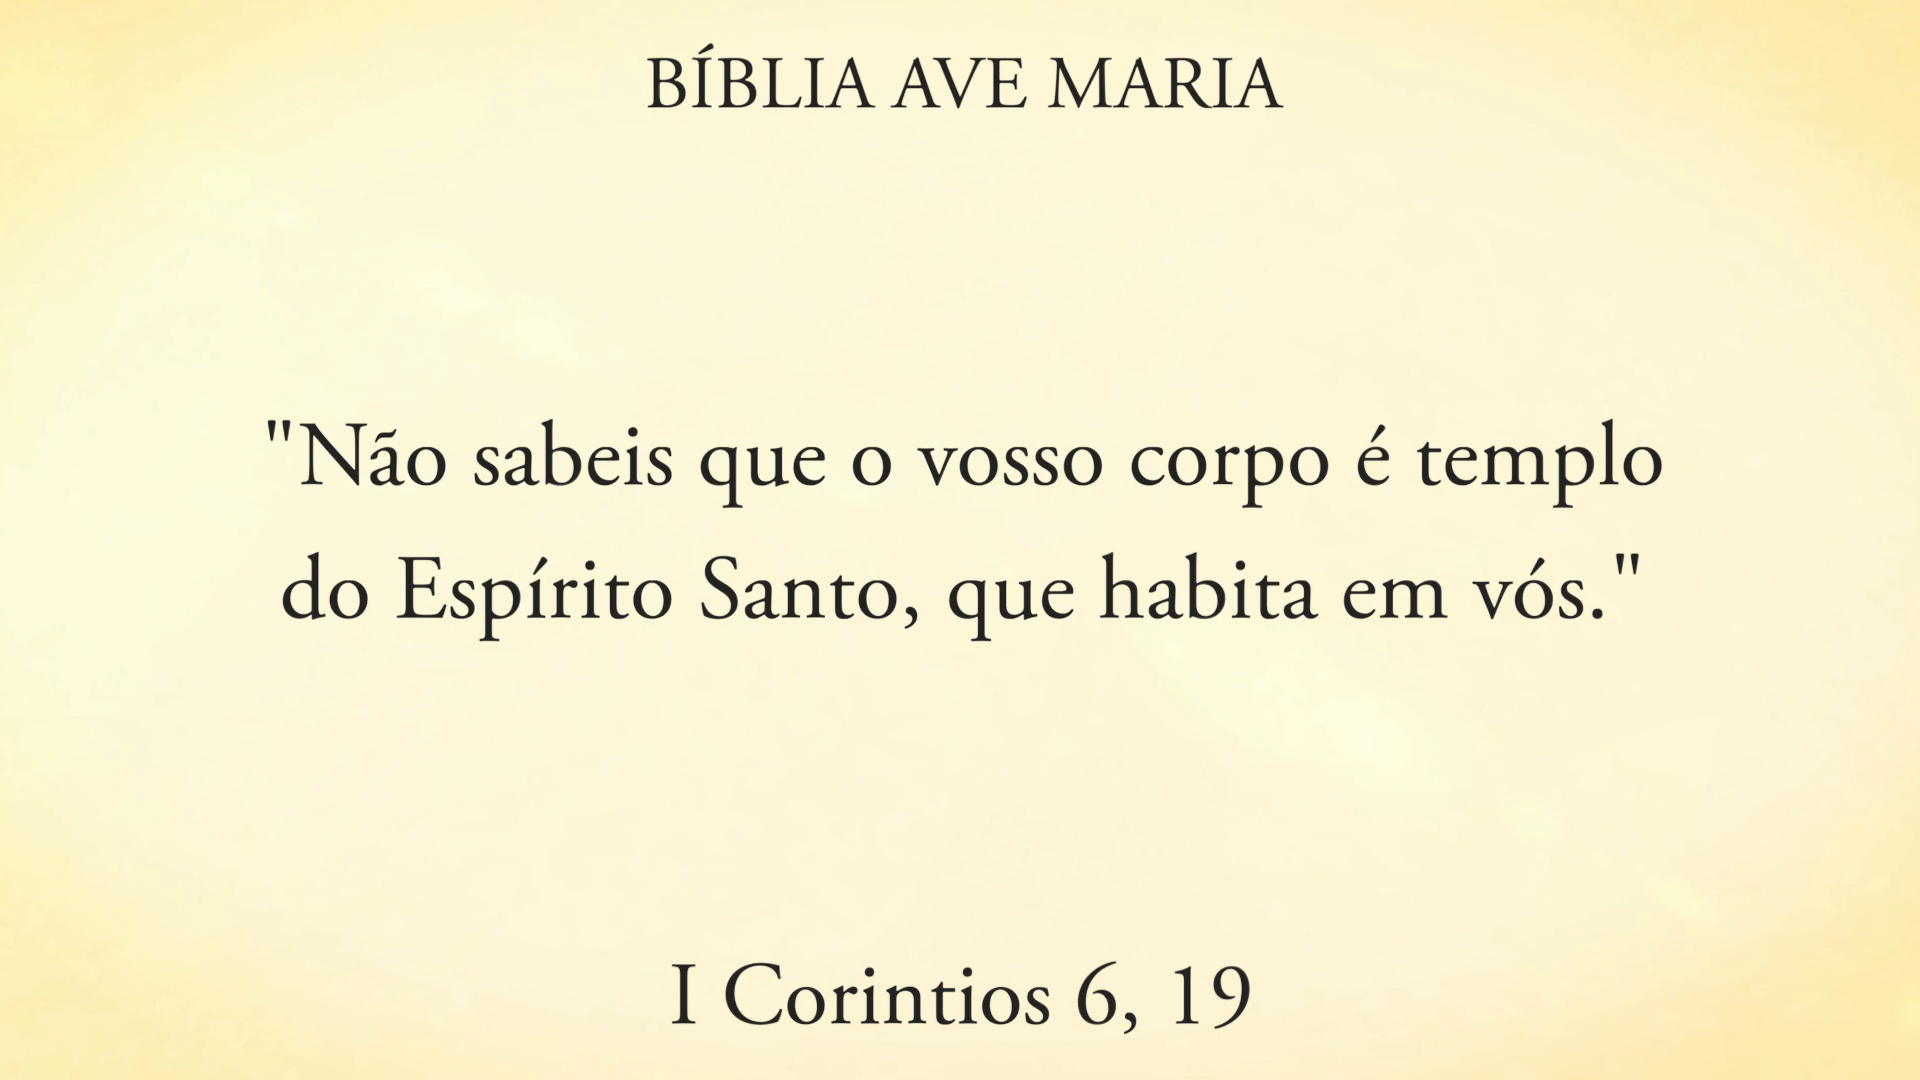 BÍBLIA AVE MARIA
"Não sabeis que o vosso corpo é templo
do Espírito Santo, que habita em vós."
I Corintios 6, 19